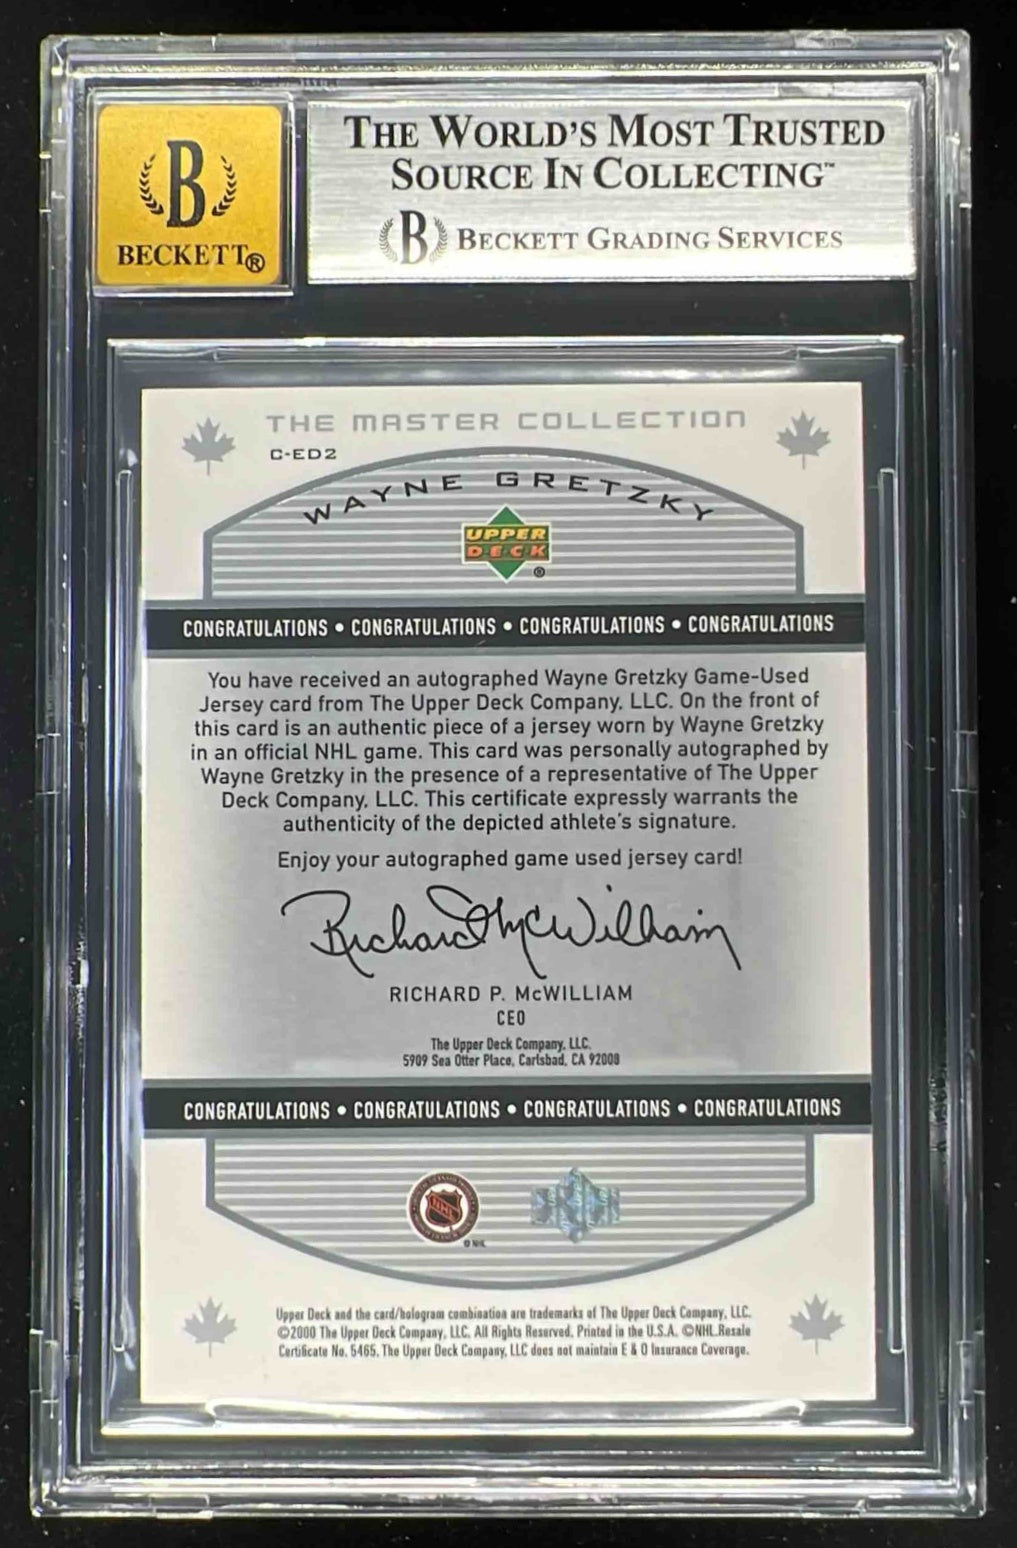 B
BECKETT®
THE WORLD'S MOST TRUSTED
SOURCE IN COLLECTING™
B BECKETT GRADING SERVICES
THE MASTER COLLECTION
C-ED2
WAYNE GRETZKY
UPPER
DECK
®
CONGRATULATIONS • CONGRATULATIONS • CONGRATULATIONS • CONGRATULATIONS
You have received an autographed Wayne Gretzky Game-Used
Jersey card from The Upper Deck Company, LLC. On the front of
this card is an authentic piece of a jersey worn by Wayne Gretzky
in an official NHL game. This card was personally autographed by
Wayne Gretzky in the presence of a representative of The Upper
Deck Company, LLC. This certificate expressly warrants the
authenticity of the depicted athlete's signature.
Enjoy your autographed game used jersey card!
Richard McWilliam
RICHARD P. McWILLIAM
CEO
The Upper Deck Company, LLC.
5909 Sea Otter Place, Carlsbad, CA 92008
CONGRATULATIONS • CONGRATULATIONS • CONGRATULATIONS • CONGRATULATIONS
NHL
© NHL
Upper Deck and the card/hologram combination are trademarks of The Upper Deck Company, LLC.
©2000 The Upper Deck Company, LLC. All Rights Reserved. Printed in the U.S.A. ©NHL.Resale
Certificate No. 5465. The Upper Deck Company, LLC does not maintain E & O Insurance Coverage.